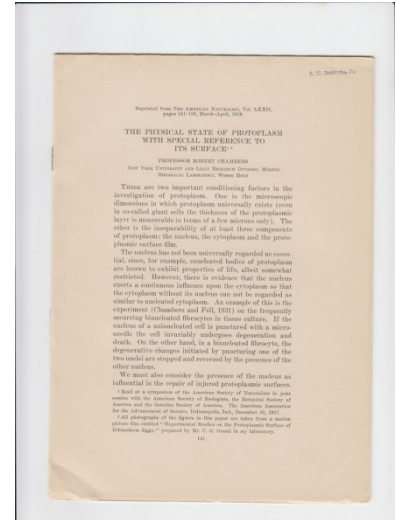 Reprinted from THE AMERICAN NATURALIST, Vol. LXXII,
pages 141-159, March-April, 1938.
THE PHYSICAL STATE OF PROTOPLASM
WITH SPECIAL REFERENCE TO
ITS SURFACE¹,²
PROFESSOR ROBERT CHAMBERS
NEW YORK UNIVERSITY AND LILLY RESEARCH DIVISION, MARINE
BIOLOGICAL LABORATORY, WOODS HOLE
THERE are two important conditioning factors in the
investigation of protoplasm. One is the microscopic
dimensions in which protoplasm universally exists (even
in so-called giant cells the thickness of the protoplasmic
layer is measurable in terms of a few microns only). The
other is the inseparability of at least three components
of protoplasm: the nucleus, the cytoplasm and the proto-
plasmic surface film.
The nucleus has not been universally regarded as essen-
tial, since, for example, enucleated bodies of protoplasm
are known to exhibit properties of life, albeit somewhat
restricted. However, there is evidence that the nucleus
exerts a continuous influence upon the cytoplasm so that
the cytoplasm without its nucleus can not be regarded as
similar to nucleated cytoplasm. An example of this is the
experiment (Chambers and Fell, 1931) on the frequently
occurring binucleated fibrocytes in tissue culture. If the
nucleus of a uninucleated cell is punctured with a micro-
needle the cell invariably undergoes degeneration and
death. On the other hand, in a binucleated fibrocyte, the
degenerative changes initiated by puncturing one of the
two nuclei are stopped and reversed by the presence of the
other nucleus.
We must also consider the presence of the nucleus as
influential in the repair of injured protoplasmic surfaces.
¹ Read at a symposium of the American Society of Naturalists in joint
session with the American Society of Zoologists, the Botanical Society of
America and the Genetics Society of America. The American Association
for the Advancement of Science, Indianapolis, Ind., December 30, 1937.
² All photographs of the figures in this paper are taken from a motion
picture film entitled "Experimental Studies on the Protoplasmic Surface of
Echinoderm Eggs," prepared by Mr. C. G. Grand in my laboratory.
141